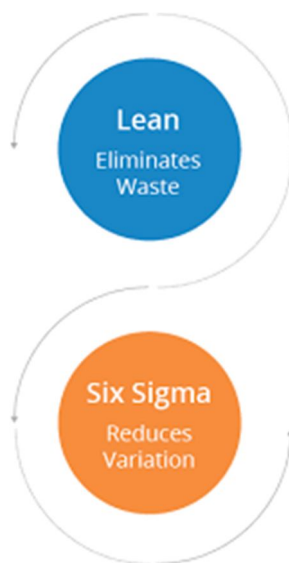 Lean
Eliminates
Waste
Six Sigma
Reduces
Variation